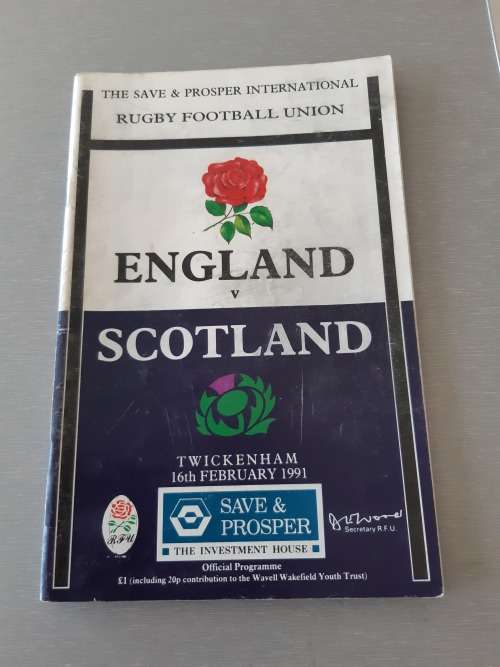 THE SAVE & PROSPER INTERNATIONAL
RUGBY FOOTBALL UNION
ENGLAND
v
SCOTLAND
TWICKENHAM
16th FEBRUARY 1991
SAVE &
PROSPER
THE INVESTMENT HOUSE
R.F.U
Secretary R.F.U.
Official Programme
£1 (including 20p contribution to the Wavell Wakefield Youth Trust)